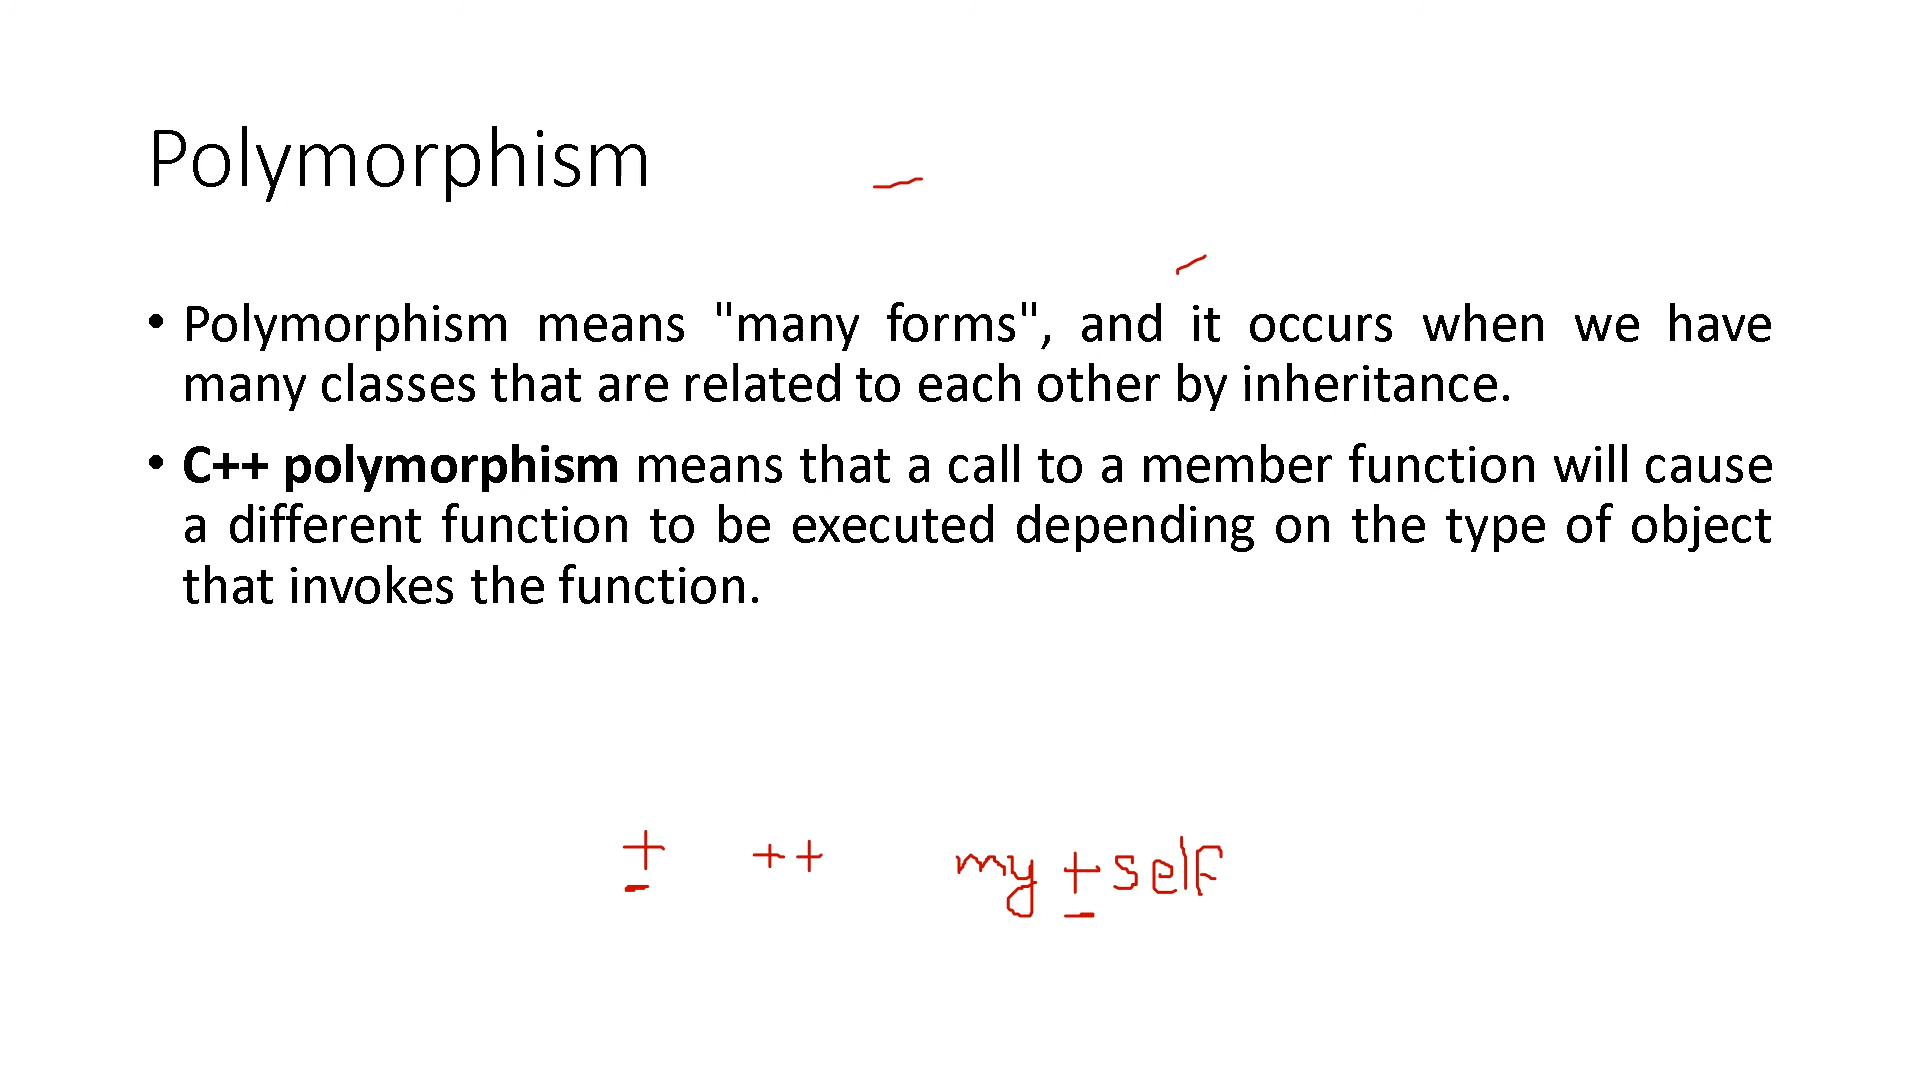 Polymorphism
• Polymorphism means "many forms", and it occurs when we have
many classes that are related to each other by inheritance.
• C++ polymorphism means that a call to a member function will cause
a different function to be executed depending on the type of object
that invokes the function.
+ ++ my + self